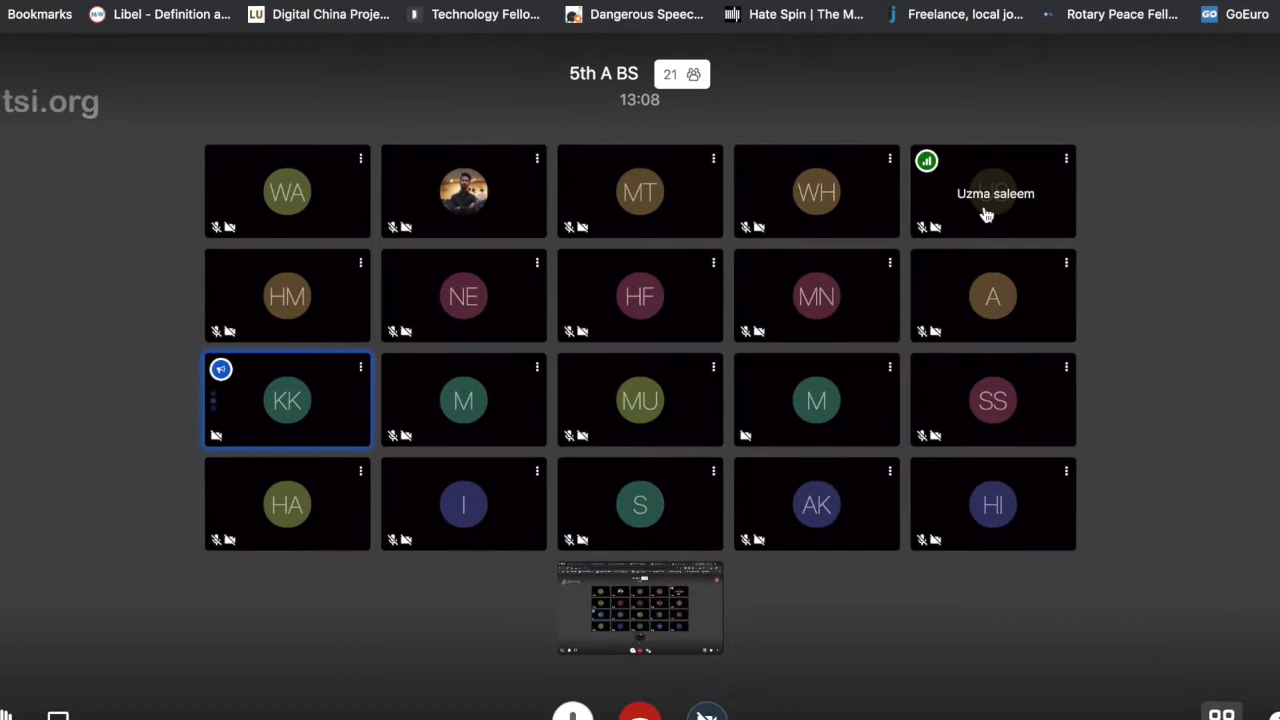 Bookmarks Libel - Definition a... LU Digital China Proje... Technology Fello... Dangerous Speec... Hate Spin | The M... j Freelance, local jo... Rotary Peace Fell... GO GoEuro
5th A BS 21
tsi.org
13:08
WA MT WH Uzma saleem
HM NE HF MN A
KK M MU M SS
HA I S AK HI